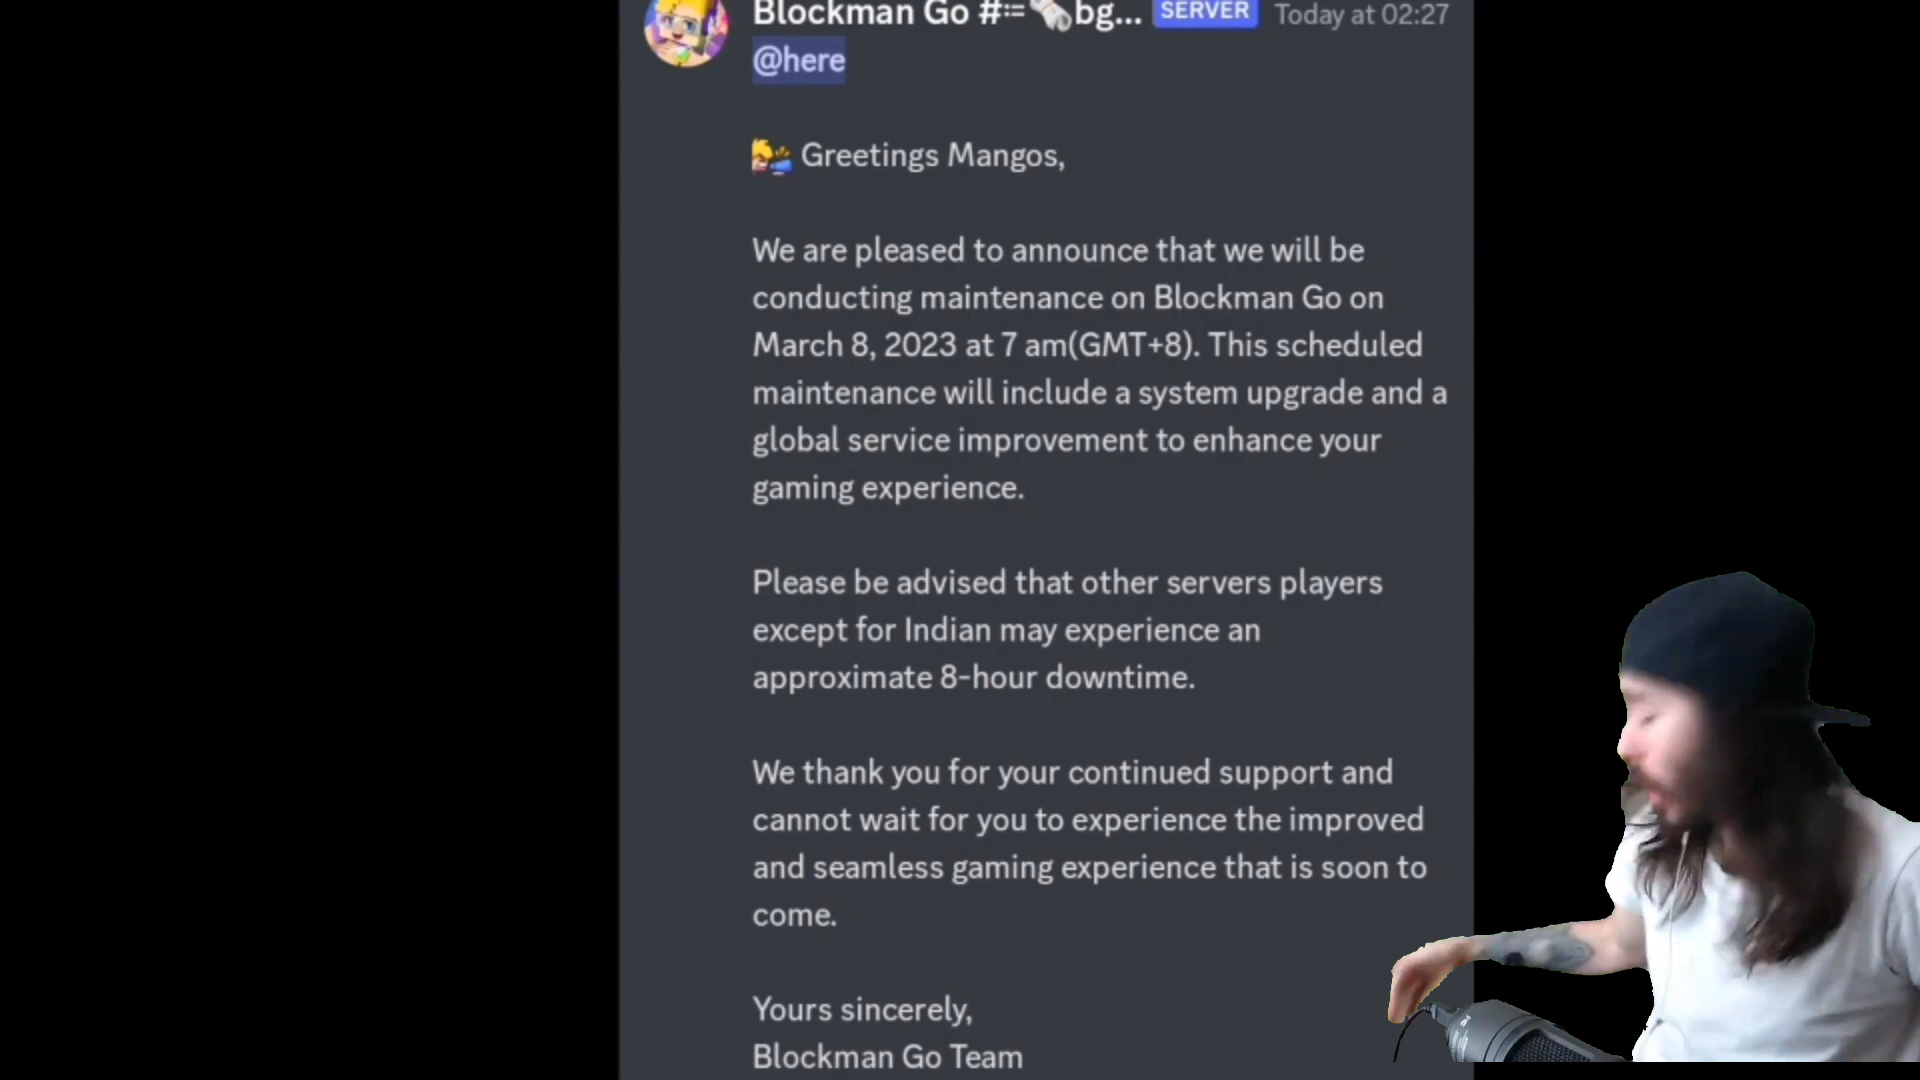 Blockman Go #bg... SERVER Today at 02:27
@here
Greetings Mangos,
We are pleased to announce that we will be
conducting maintenance on Blockman Go on
March 8, 2023 at 7 am(GMT+8). This scheduled
maintenance will include a system upgrade and a
global service improvement to enhance your
gaming experience.
Please be advised that other servers players
except for Indian may experience an
approximate 8-hour downtime.
We thank you for your continued support and
cannot wait for you to experience the improved
and seamless gaming experience that is soon to
come.
Yours sincerely,
Blockman Go Team